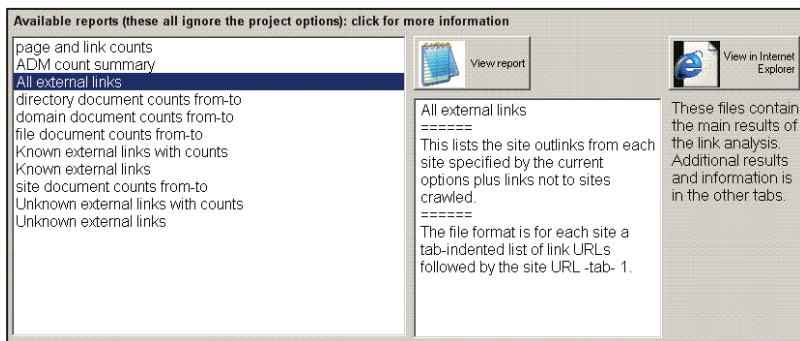 Available reports (these all ignore the project options): click for more information
page and link counts
ADM count summary
All external links
directory document counts from-to
domain document counts from-to
file document counts from-to
Known external links with counts
Known external links
site document counts from-to
Unknown external links with counts
Unknown external links
View report
All external links
======
This lists the site outlinks from each
site specified by the current
options plus links not to sites
crawled.
======
The file format is for each site a
tab-indented list of link URLs
followed by the site URL -tab- 1.
View in Internet
Explorer
These files contain
the main results of
the link analysis.
Additional results
and information is
in the other tabs.